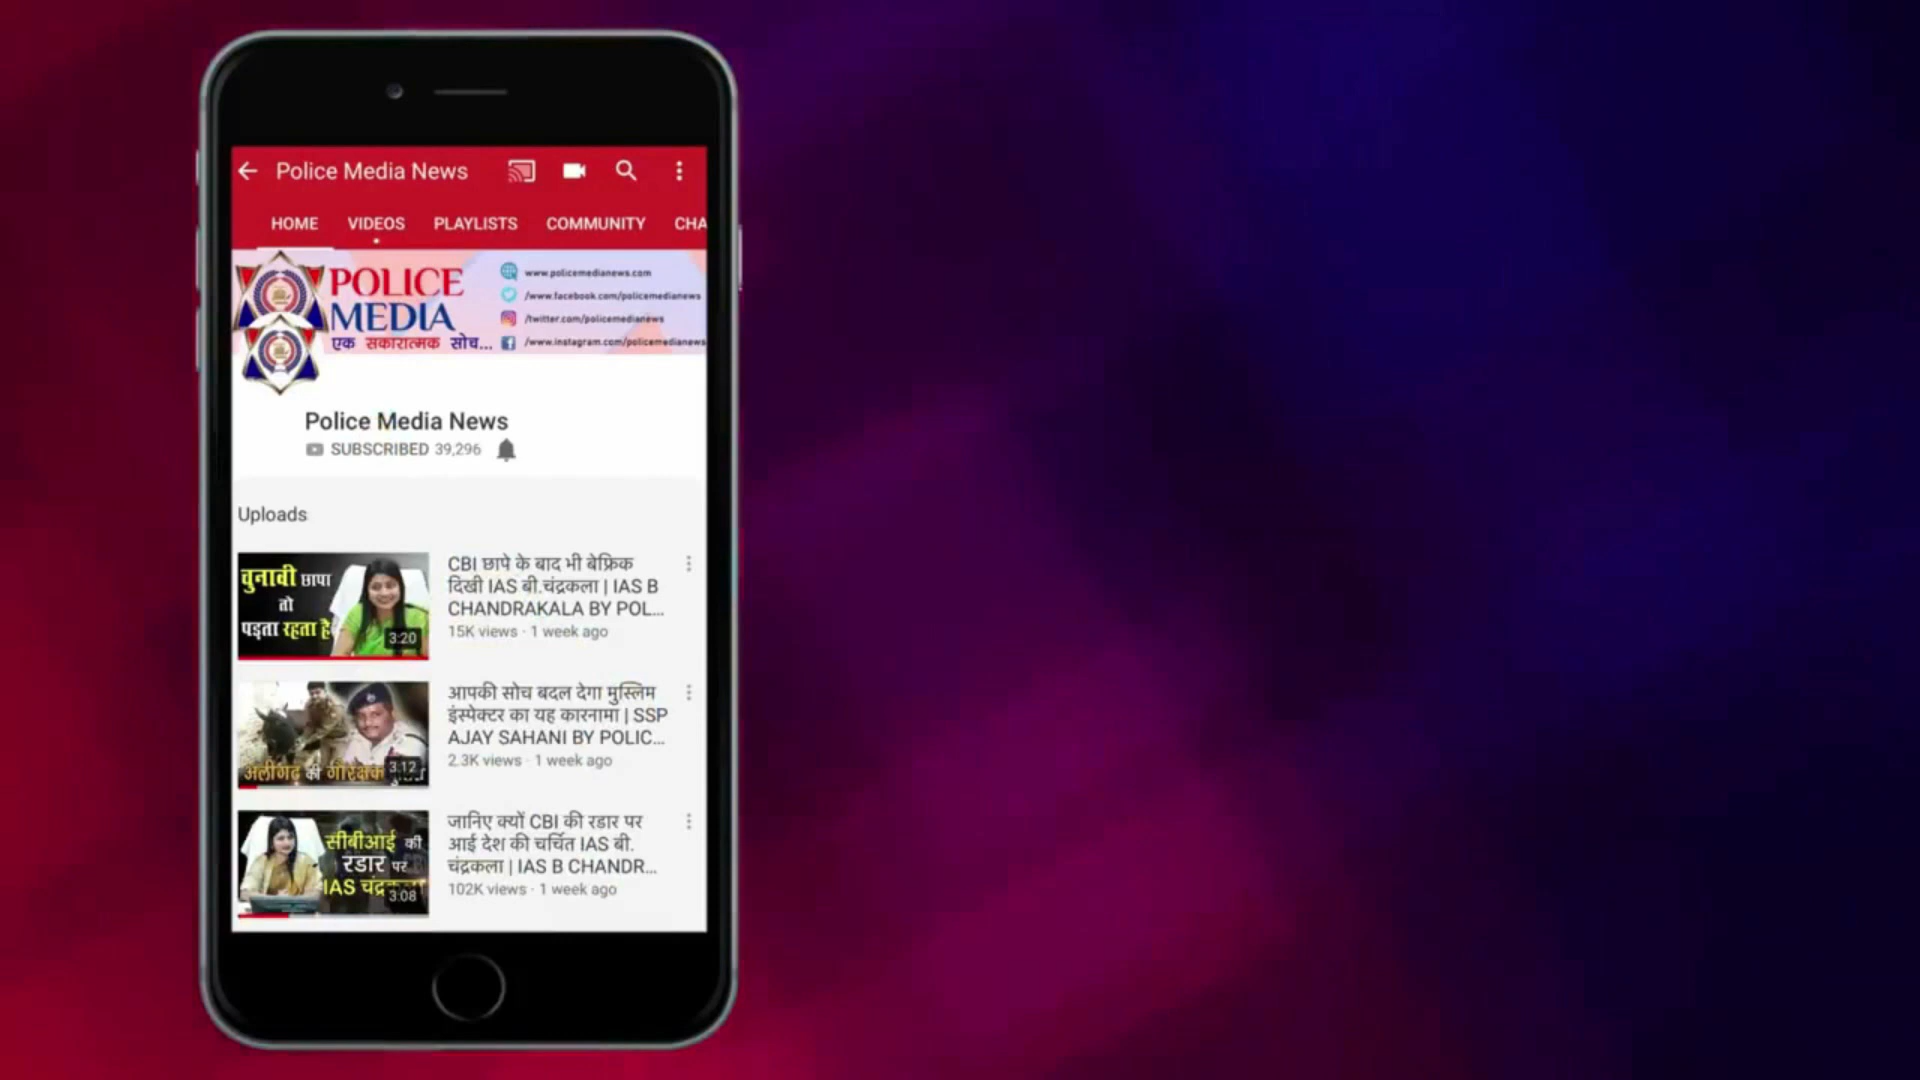 Police Media News
HOME VIDEOS PLAYLISTS COMMUNITY CHA
POLICE
MEDIA
एक सकारात्मक सोच...
www.policemedianews.com
/www.facebook.com/policemedianews
/twitter.com/policemedianews
/www.instagram.com/policemedianews
Police Media News
SUBSCRIBED 39,296
Uploads
चुनावी छापा
तो
पड़ता रहता है
3:20
CBI छापे के बाद भी बेफ्रिक
दिखी IAS बी.चंद्रकला | IAS B
CHANDRAKALA BY POL...
15K views · 1 week ago
अलीगढ की गौरक्षक
3:12
आपकी सोच बदल देगा मुस्लिम
इंस्पेक्टर का यह कारनामा | SSP
AJAY SAHANI BY POLIC...
2.3K views · 1 week ago
सीबीआई की
रडार पर
IAS
3:08
जानिए क्यों CBI की रडार पर
आई देश की चर्चित IAS बी.
चंद्रकला | IAS B CHANDR...
102K views · 1 week ago